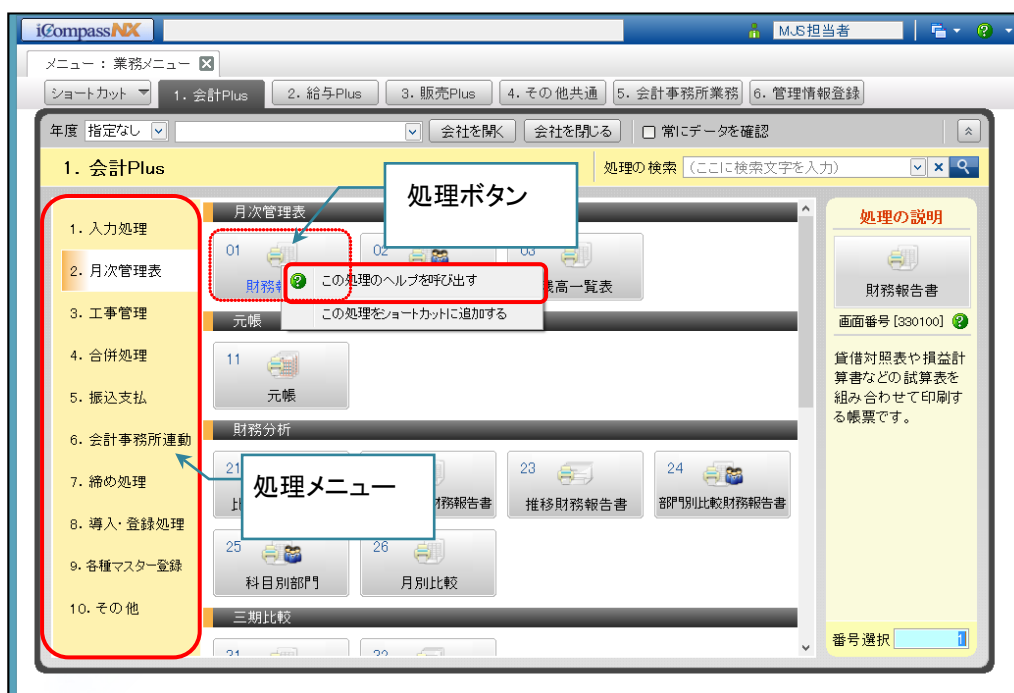 iCompassNX
MJS担当者
メニュー : 業務メニュー
ショートカット
1. 会計Plus
2. 給与Plus
3. 販売Plus
4. その他共通
5. 会計事務所業務
6. 管理情報登録
年度 指定なし
会社を開く
会社を閉じる
常にデータを確認
1. 会計Plus
処理の検索 (ここに検索文字を入力)
1. 入力処理
2. 月次管理表
3. 工事管理
4. 合併処理
5. 振込支払
6. 会計事務所連動
7. 締め処理
8. 導入・登録処理
9. 各種マスター登録
10. その他
月次管理表
処理ボタン
01
02
03
財務
残高一覧表
この処理のヘルプを呼び出す
この処理をショートカットに追加する
元帳
11
元帳
財務分析
処理メニュー
21
23
24
財務報告書
推移財務報告書
部門別比較財務報告書
25
26
科目別部門
月別比較
三期比較
処理の説明
財務報告書
画面番号 [330100]
貸借対照表や損益計
算書などの試算表を
組み合わせて印刷す
る帳票です。
番号選択 1